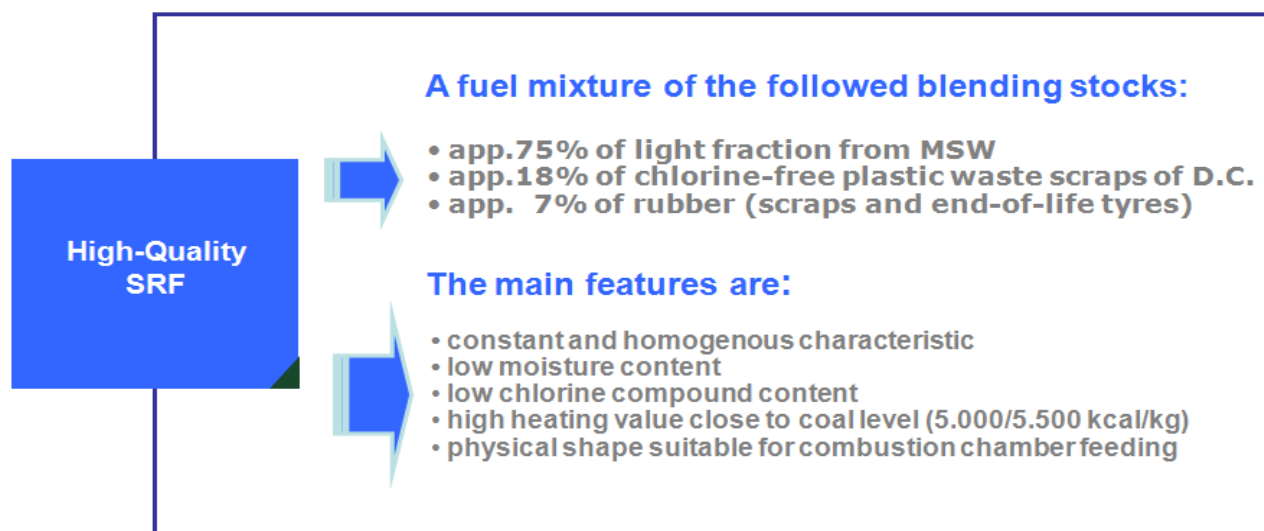 High-Quality
SRF
A fuel mixture of the followed blending stocks:
• app.75% of light fraction from MSW
• app.18% of chlorine-free plastic waste scraps of D.C.
• app. 7% of rubber (scraps and end-of-life tyres)
The main features are:
• constant and homogenous characteristic
• low moisture content
• low chlorine compound content
• high heating value close to coal level (5.000/5.500 kcal/kg)
• physical shape suitable for combustion chamber feeding